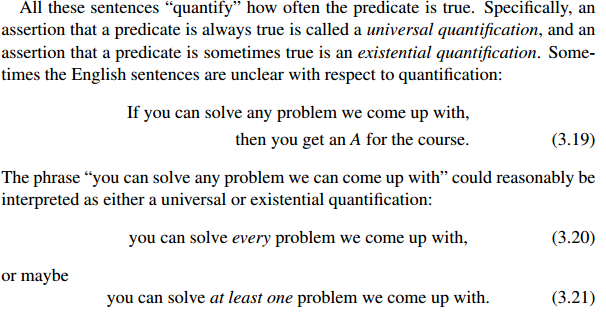 All these sentences “quantify” how often the predicate is true. Specifically, an
assertion that a predicate is always true is called a universal quantification, and an
assertion that a predicate is sometimes true is an existential quantification. Some-
times the English sentences are unclear with respect to quantification:
If you can solve any problem we come up with,
then you get an A for the course. (3.19)
The phrase “you can solve any problem we can come up with” could reasonably be
interpreted as either a universal or existential quantification:
you can solve every problem we come up with, (3.20)
or maybe
you can solve at least one problem we come up with. (3.21)